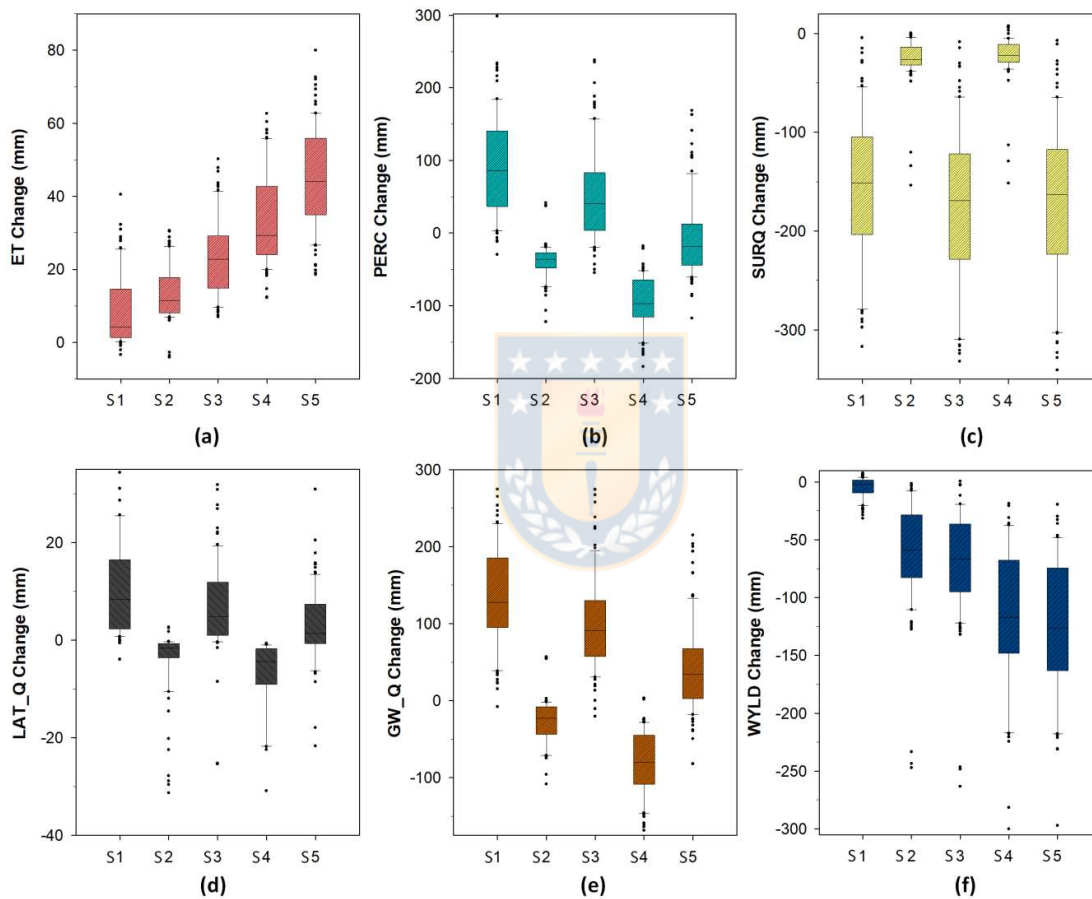 ET Change (mm)
80
60
40
20
0
S1 S2 S3 S4 S5
(a)
PERC Change (mm)
300
200
100
0
-100
-200
S1 S2 S3 S4 S5
(b)
SURQ Change (mm)
0
-100
-200
-300
S1 S2 S3 S4 S5
(c)
LAT_Q Change (mm)
20
0
-20
-40
S1 S2 S3 S4 S5
(d)
GW_Q Change (mm)
300
200
100
0
-100
S1 S2 S3 S4 S5
(e)
WYLD Change (mm)
0
-50
-100
-150
-200
-250
-300
S1 S2 S3 S4 S5
(f)